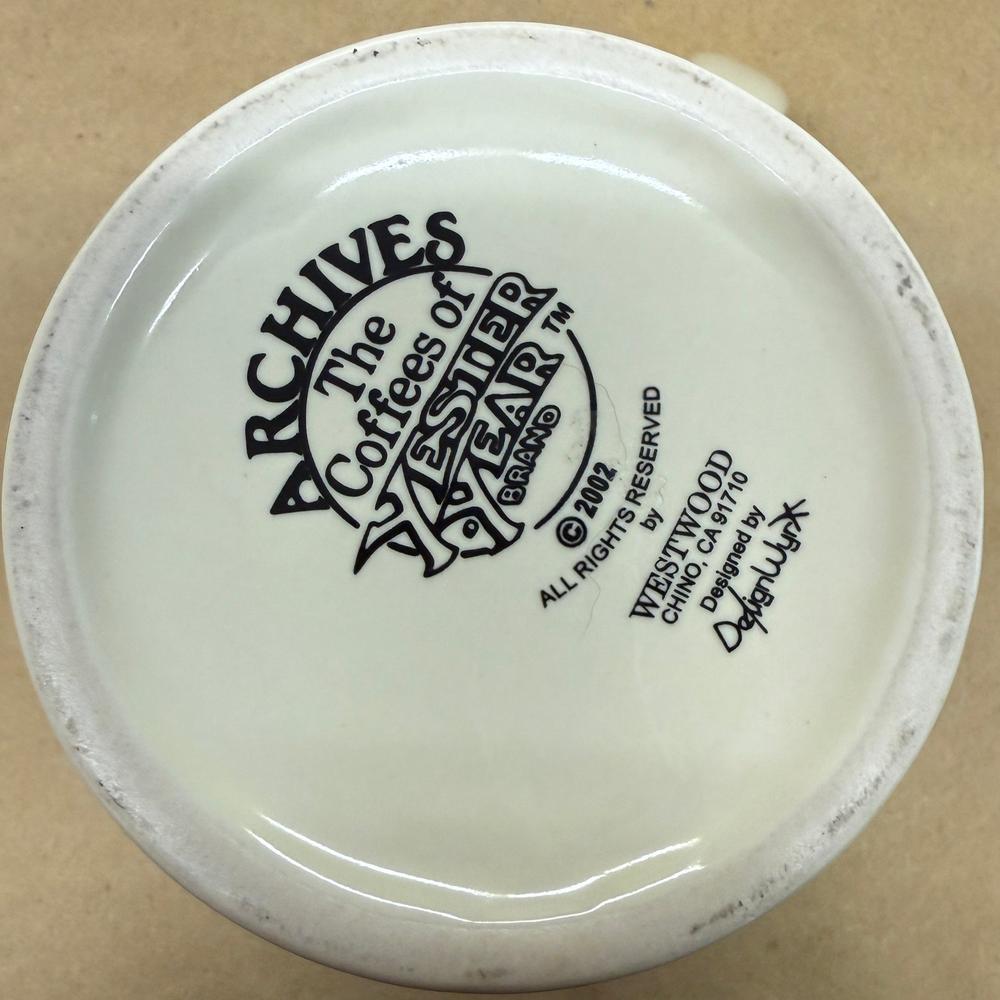 ARCHIVES
The
Coffees of
YESTER
YEAR ™
BRAND
© 2002
ALL RIGHTS RESERVED
by
WESTWOOD
CHINO, CA 91710
Designed by
DesignWyrx